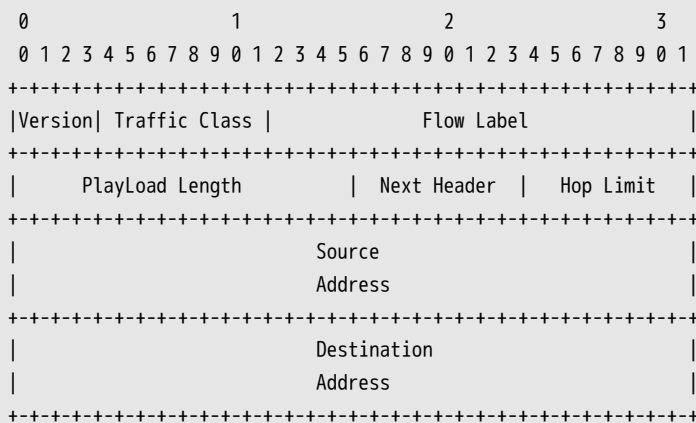 0                   1                   2                   3
 0 1 2 3 4 5 6 7 8 9 0 1 2 3 4 5 6 7 8 9 0 1 2 3 4 5 6 7 8 9 0 1
+-+-+-+-+-+-+-+-+-+-+-+-+-+-+-+-+-+-+-+-+-+-+-+-+-+-+-+-+-+-+-+-+
|Version| Traffic Class |              Flow Label               |
+-+-+-+-+-+-+-+-+-+-+-+-+-+-+-+-+-+-+-+-+-+-+-+-+-+-+-+-+-+-+-+-+
|      PlayLoad Length          |  Next Header  |   Hop Limit   |
+-+-+-+-+-+-+-+-+-+-+-+-+-+-+-+-+-+-+-+-+-+-+-+-+-+-+-+-+-+-+-+-+
|                            Source                             |
|                            Address                            |
+-+-+-+-+-+-+-+-+-+-+-+-+-+-+-+-+-+-+-+-+-+-+-+-+-+-+-+-+-+-+-+-+
|                            Destination                        |
|                            Address                            |
+-+-+-+-+-+-+-+-+-+-+-+-+-+-+-+-+-+-+-+-+-+-+-+-+-+-+-+-+-+-+-+-+